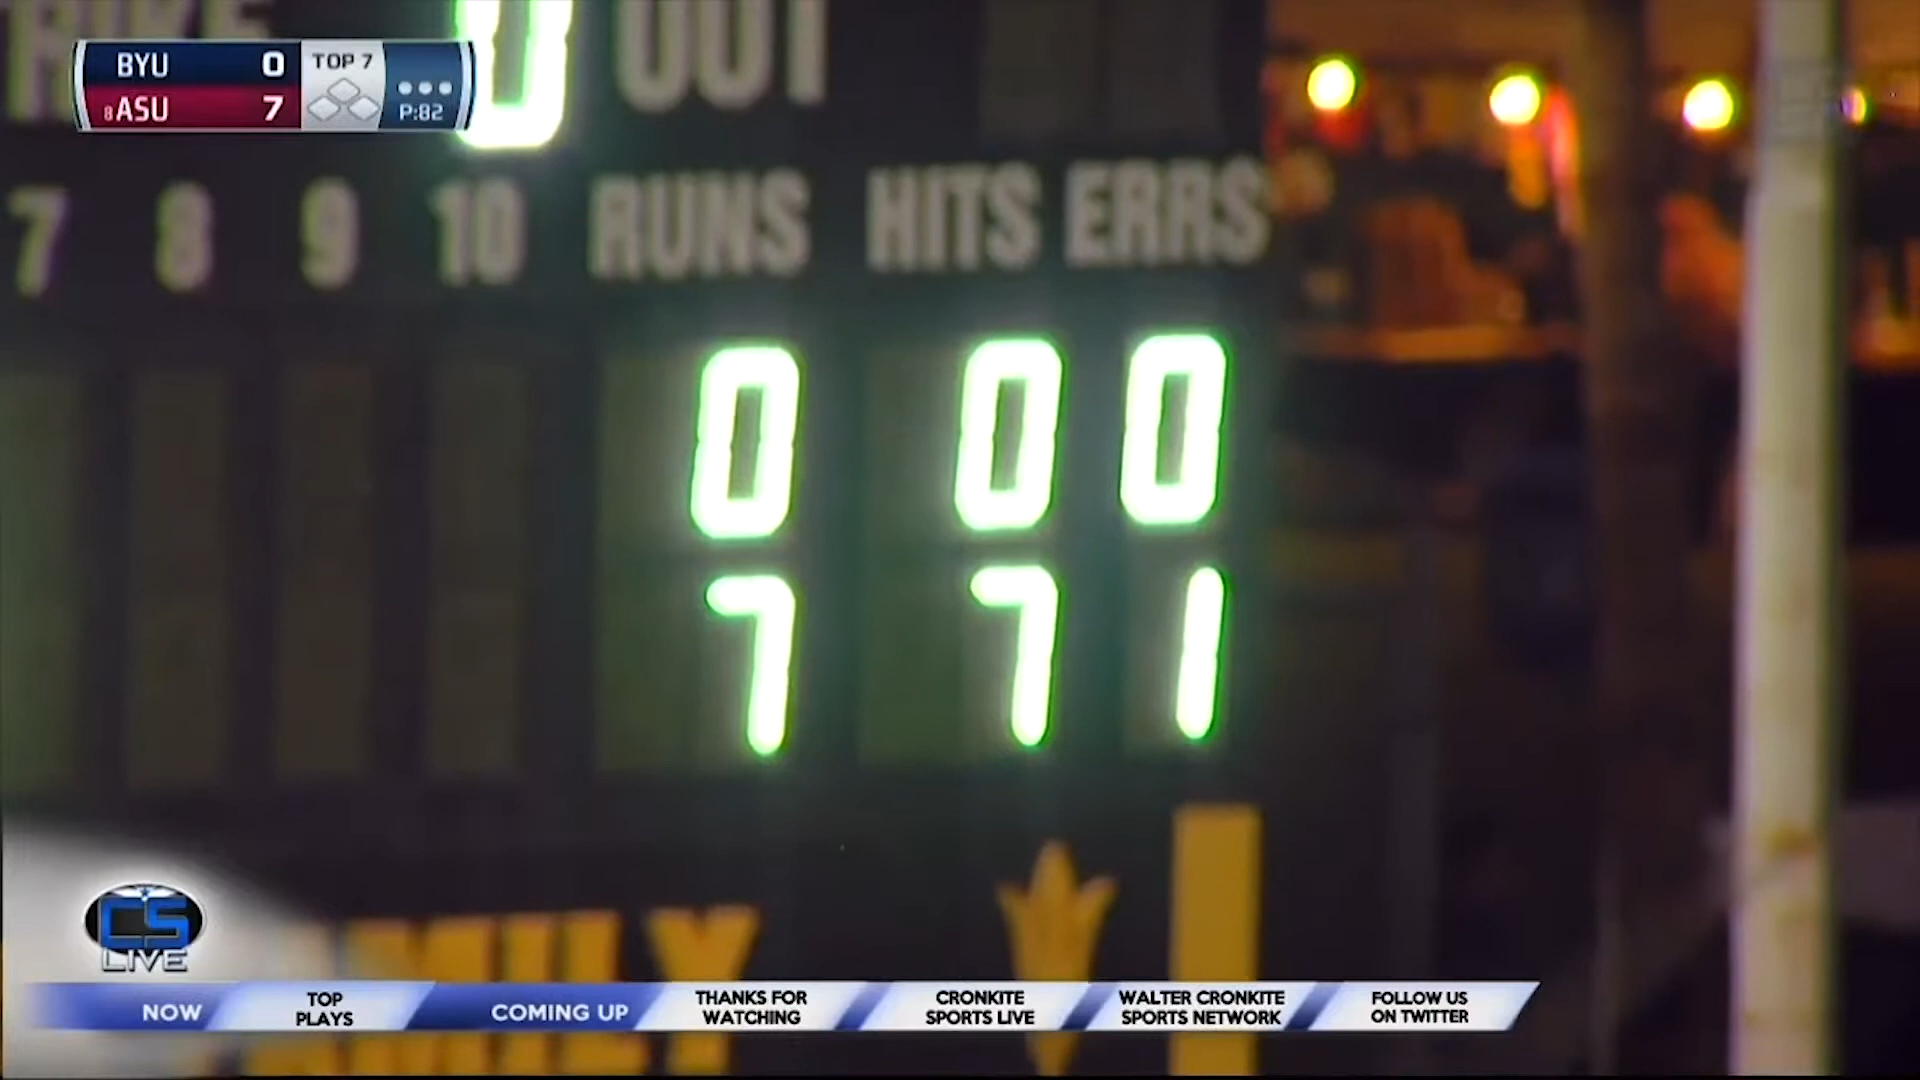 BYU 0 TOP 7
8 ASU 7 P:82
0 OUT
7 8 9 10 RUNS HITS ERRS
0 0 0
7 7 1
CS
LIVE
NOW
TOP
PLAYS
COMING UP
THANKS FOR
WATCHING
CRONKITE
SPORTS LIVE
WALTER CRONKITE
SPORTS NETWORK
FOLLOW US
ON TWITTER